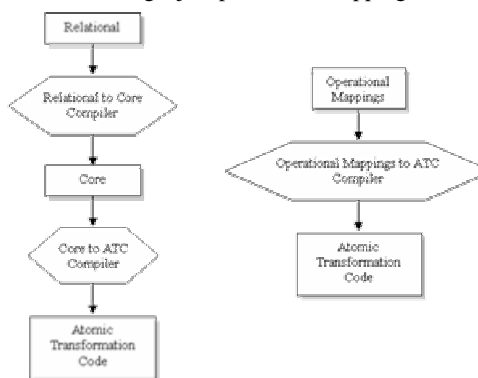 Relational
Relational to Core
Compiler
Core
Core to ATC
Compiler
Atomic
Transformation
Code
Operational
Mappings
Operational Mappings to ATC
Compiler
Atomic
Transformation
Code